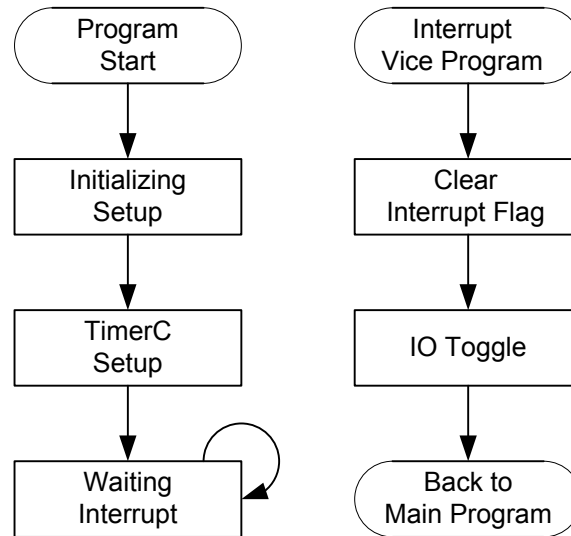 Program
Start
Initializing
Setup
TimerC
Setup
Waiting
Interrupt
Interrupt
Vice Program
Clear
Interrupt Flag
IO Toggle
Back to
Main Program